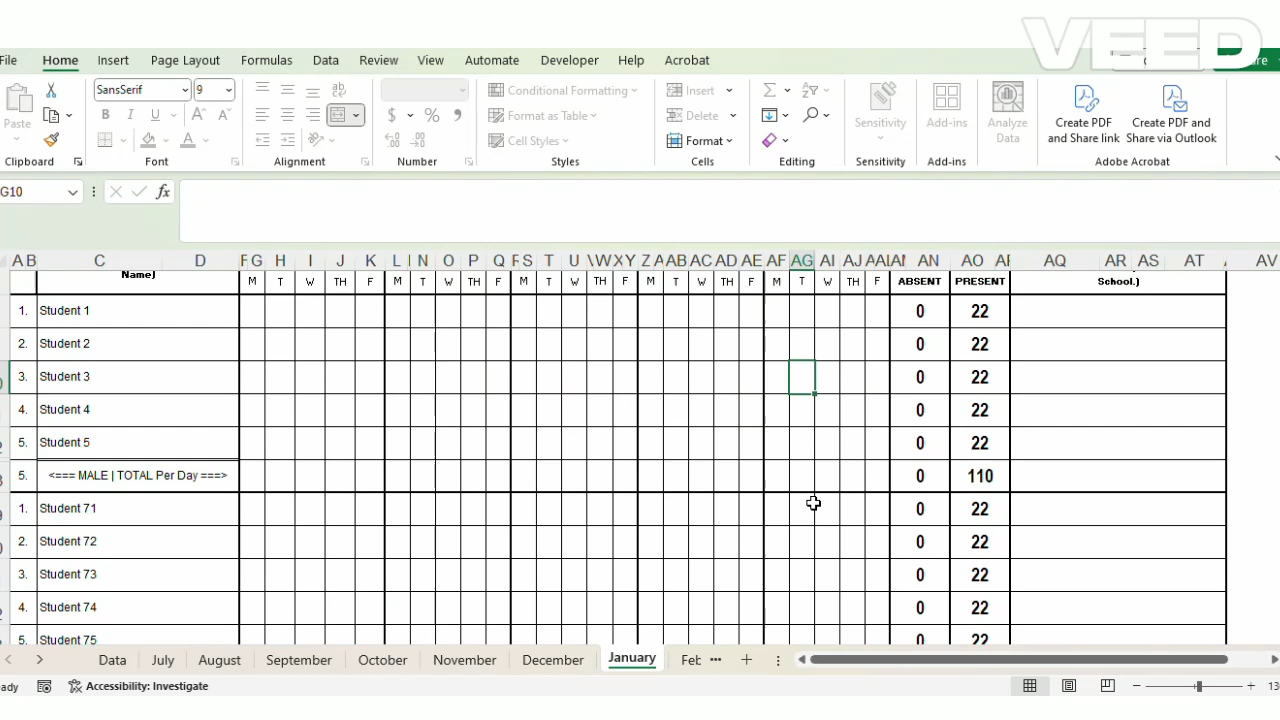 VEED
File Home Insert Page Layout Formulas Data Review View Automate Developer Help Acrobat
SansSerif 9 Conditional Formatting Insert
Paste B I U A A $ % Format as Table Delete Sensitivity Add-ins Analyze Data Create PDF and Share link Create PDF and Share via Outlook
Cell Styles Format
Clipboard Font Alignment Number Styles Cells Editing Sensitivity Add-ins Adobe Acrobat
G10 fx
A B C D F G H I J K L N O P Q R S T U W X Y Z AB AC AD AE AF AG AI AJ AN AO AQ AR AS AT AV
Name)
M T W TH F M T W TH F M T W TH F M T W TH F M T W TH F ABSENT PRESENT School.)
1. Student 1 0 22
2. Student 2 0 22
3. Student 3 0 22
4. Student 4 0 22
5. Student 5 0 22
5. <=== MALE | TOTAL Per Day ===> 0 110
1. Student 71 0 22
2. Student 72 0 22
3. Student 73 0 22
4. Student 74 0 22
5. Student 75 0 22
Data July August September October November December January Feb
Accessibility: Investigate